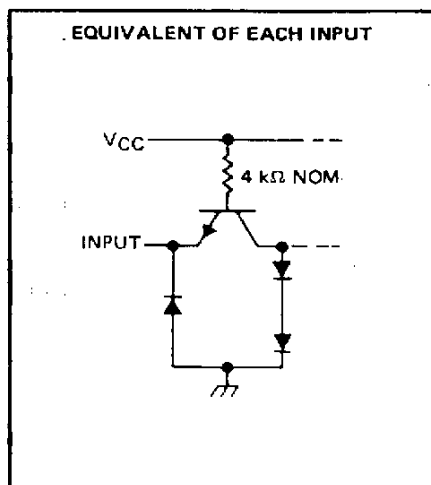 EQUIVALENT OF EACH INPUT
VCC
4 kΩ NOM
INPUT